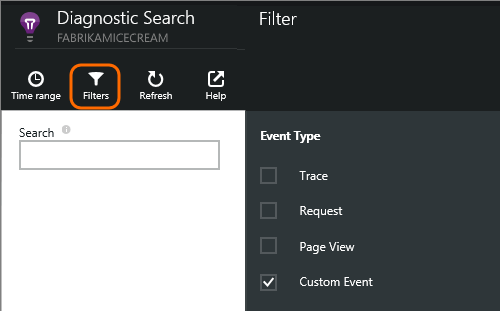 Diagnostic Search
FABRIKAMICECREAM
Time range
Filters
Refresh
Help
Search
Filter
Event Type
Trace
Request
Page View
Custom Event